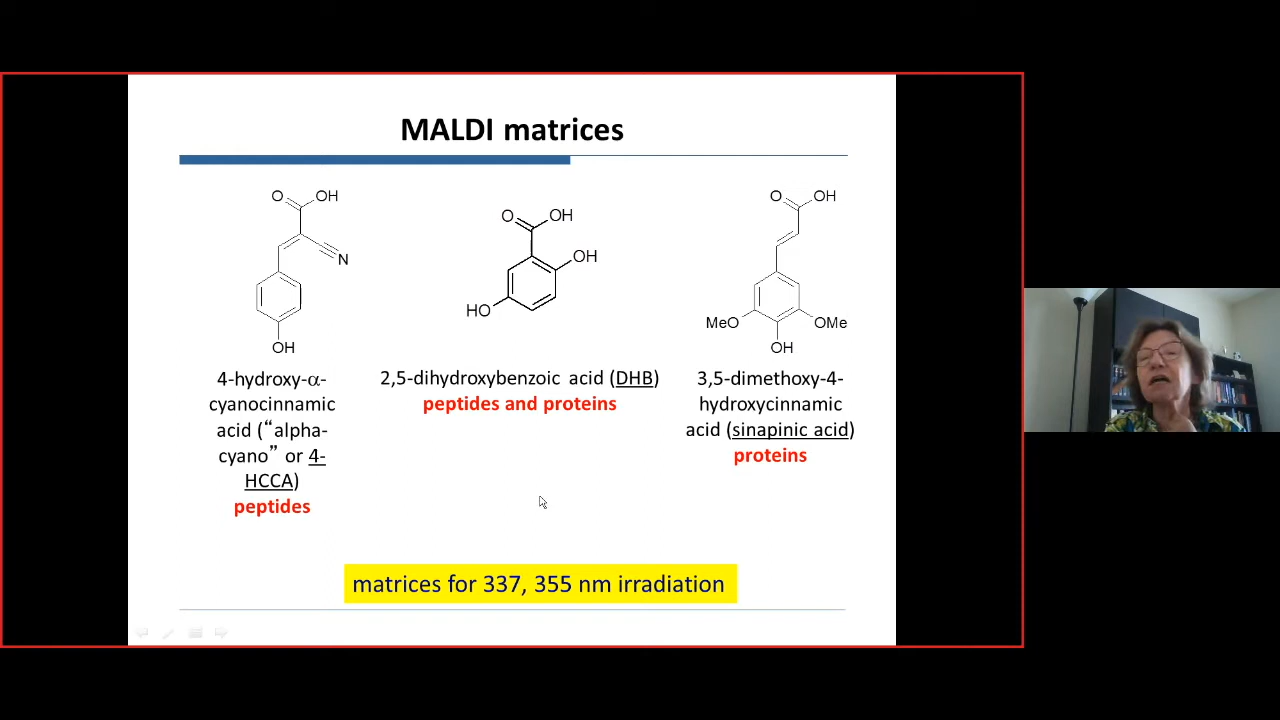 MALDI matrices
O
OH
N
OH
O
OH
OH
HO
O
OH
MeO
OMe
OH
4-hydroxy-α-
cyanocinnamic
acid (“alpha-
cyano” or 4-
HCCA)
peptides
2,5-dihydroxybenzoic acid (DHB)
peptides and proteins
3,5-dimethoxy-4-
hydroxycinnamic
acid (sinapinic acid)
proteins
matrices for 337, 355 nm irradiation